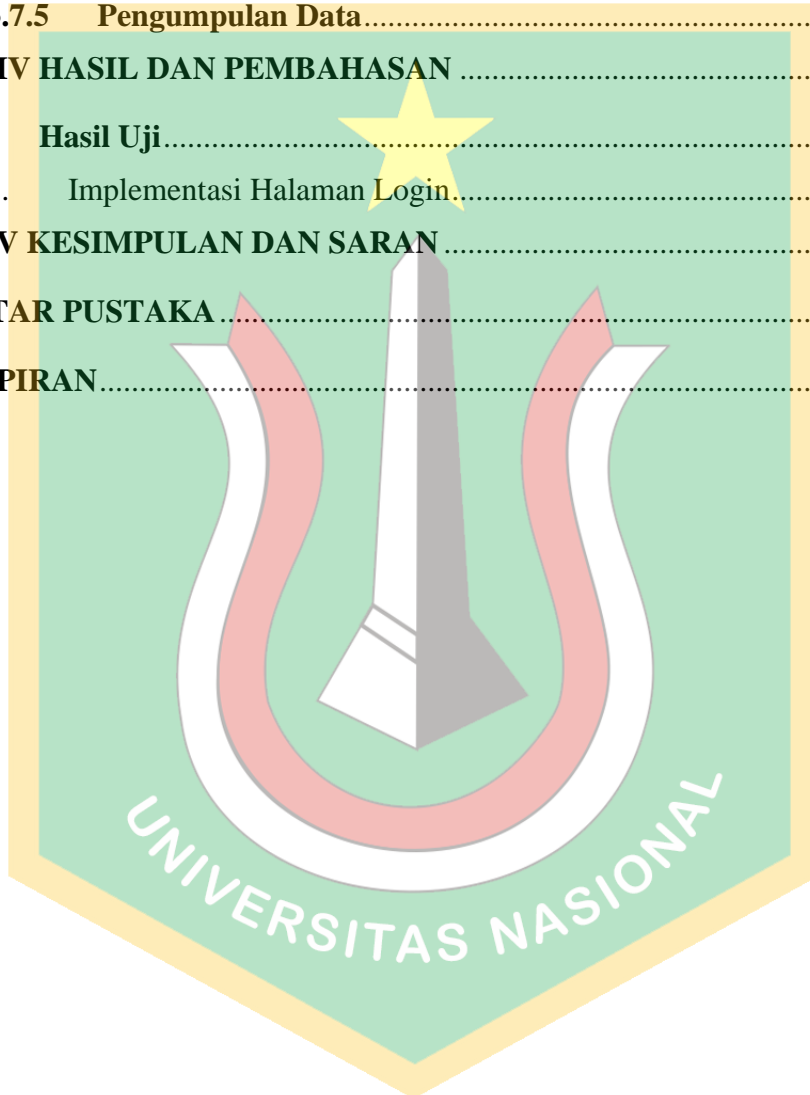 .7.5 Pengumpulan Data
IV HASIL DAN PEMBAHASAN
Hasil Uji
. Implementasi Halaman Login
V KESIMPULAN DAN SARAN
TAR PUSTAKA
PIRAN
UNIVERSITAS NASIONAL